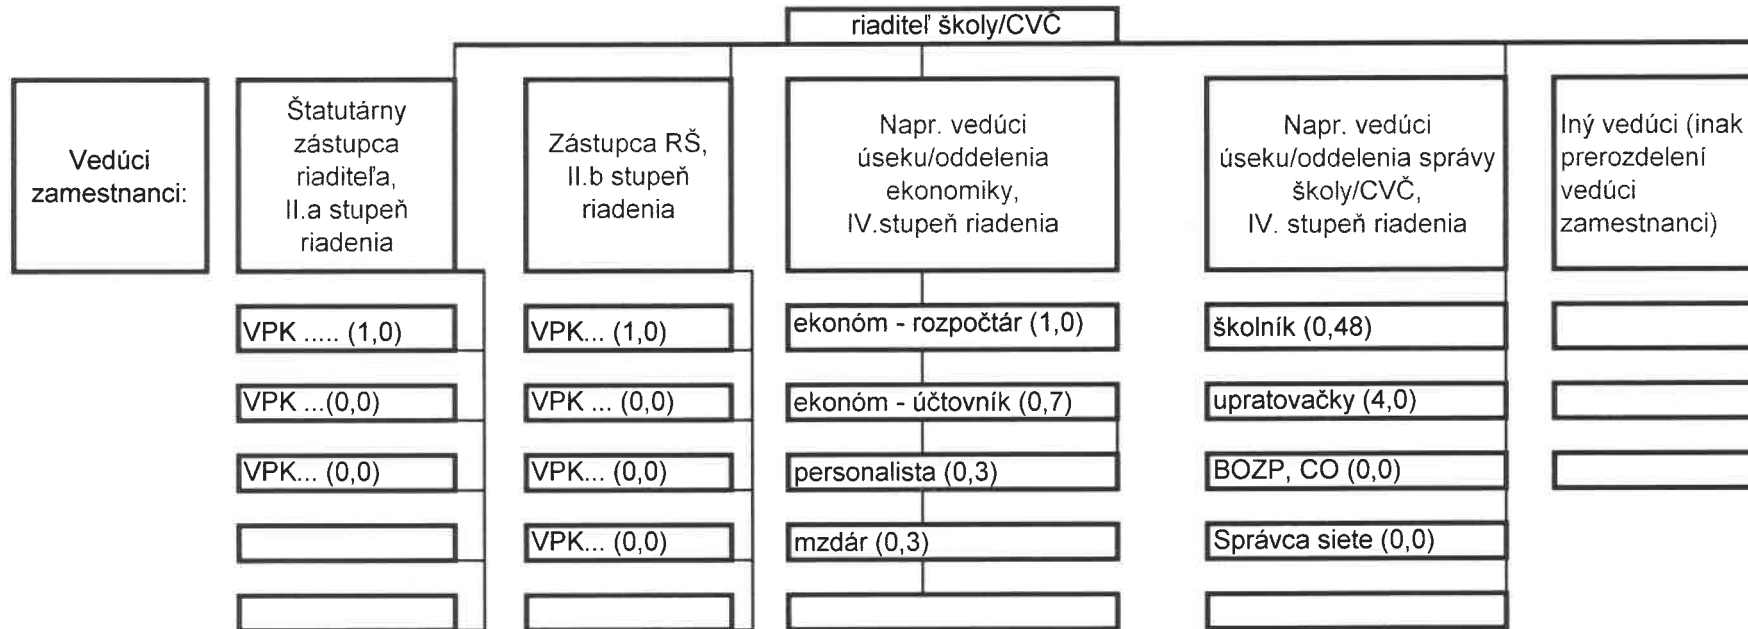 riaditeľ školy/CVČ
Vedúci
zamestnanci:
Štatutárny
zástupca
riaditeľa,
II.a stupeň
riadenia
Zástupca RŠ,
II.b stupeň
riadenia
Napr. vedúci
úseku/oddelenia
ekonomiky,
IV.stupeň riadenia
Napr. vedúci
úseku/oddelenia správy
školy/CVČ,
IV. stupeň riadenia
Iný vedúci (inak
prerozdelení
vedúci
zamestnanci)
VPK ..... (1,0)
VPK... (1,0)
ekonóm - rozpočtár (1,0)
školník (0,48)
VPK ...(0,0)
VPK ... (0,0)
ekonóm - účtovník (0,7)
upratovačky (4,0)
VPK... (0,0)
VPK... (0,0)
personalista (0,3)
BOZP, CO (0,0)
VPK... (0,0)
mzdár (0,3)
Správca siete (0,0)